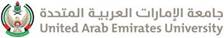 جامعة الإمارات العربية المتحدة
United Arab Emirates University